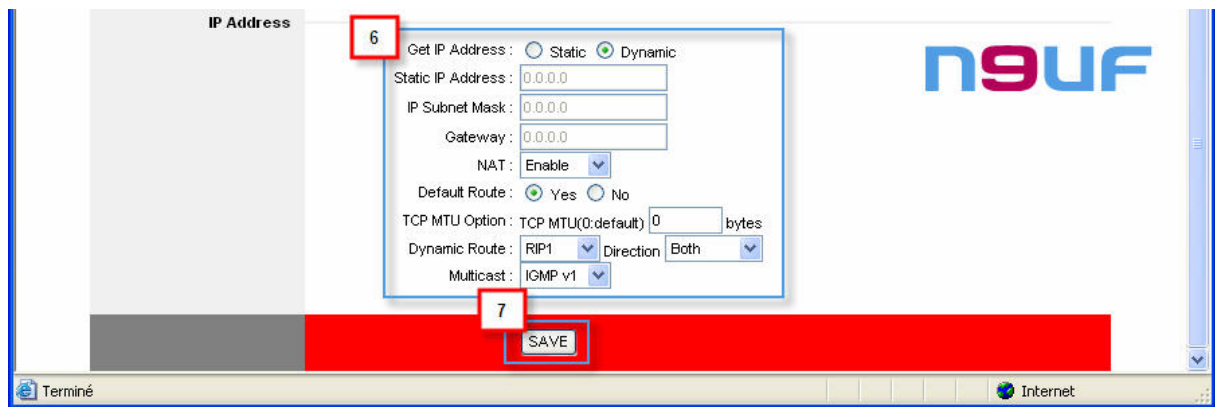 IP Address
6
Get IP Address : Static Dynamic
Static IP Address : 0.0.0.0
IP Subnet Mask : 0.0.0.0
Gateway : 0.0.0.0
NAT : Enable
Default Route : Yes No
TCP MTU Option : TCP MTU(0:default) 0 bytes
Dynamic Route : RIP1 Direction Both
Multicast : IGMP v1
n9uf
7
SAVE
Terminé Internet